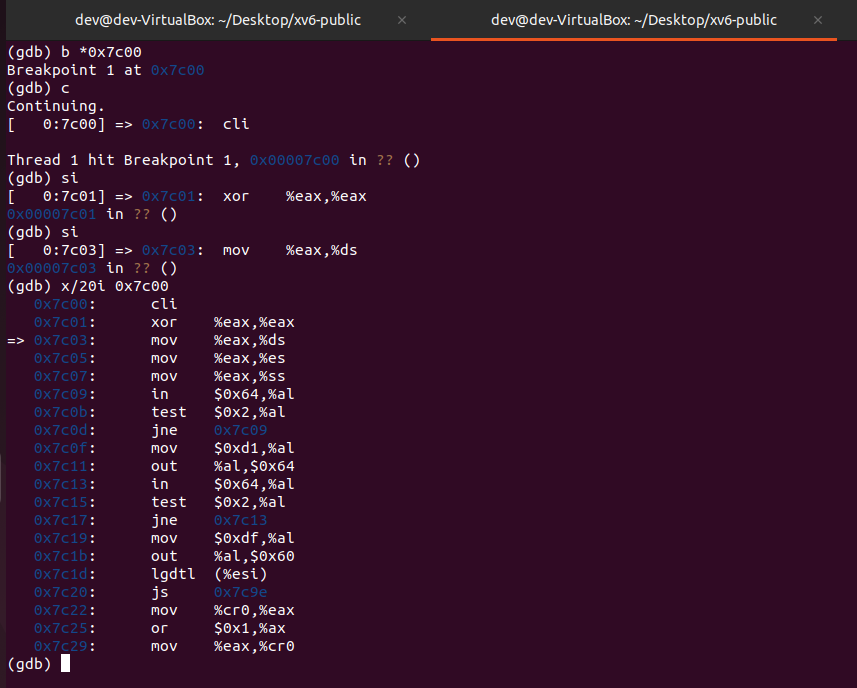 dev@dev-VirtualBox: ~/Desktop/xv6-public × dev@dev-VirtualBox: ~/Desktop/xv6-public ×
(gdb) b *0x7c00
Breakpoint 1 at 0x7c00
(gdb) c
Continuing.
[   0:7c00] => 0x7c00:  cli
Thread 1 hit Breakpoint 1, 0x00007c00 in ?? ()
(gdb) si
[   0:7c01] => 0x7c01:  xor    %eax,%eax
0x00007c01 in ?? ()
(gdb) si
[   0:7c03] => 0x7c03:  mov    %eax,%ds
0x00007c03 in ?? ()
(gdb) x/20i 0x7c00
   0x7c00:      cli
   0x7c01:      xor    %eax,%eax
=> 0x7c03:      mov    %eax,%ds
   0x7c05:      mov    %eax,%es
   0x7c07:      mov    %eax,%ss
   0x7c09:      in     $0x64,%al
   0x7c0b:      test   $0x2,%al
   0x7c0d:      jne    0x7c09
   0x7c0f:      mov    $0xd1,%al
   0x7c11:      out    %al,$0x64
   0x7c13:      in     $0x64,%al
   0x7c15:      test   $0x2,%al
   0x7c17:      jne    0x7c13
   0x7c19:      mov    $0xdf,%al
   0x7c1b:      out    %al,$0x60
   0x7c1d:      lgdtl  (%esi)
   0x7c20:      js     0x7c9e
   0x7c22:      mov    %cr0,%eax
   0x7c25:      or     $0x1,%ax
   0x7c29:      mov    %eax,%cr0
(gdb)